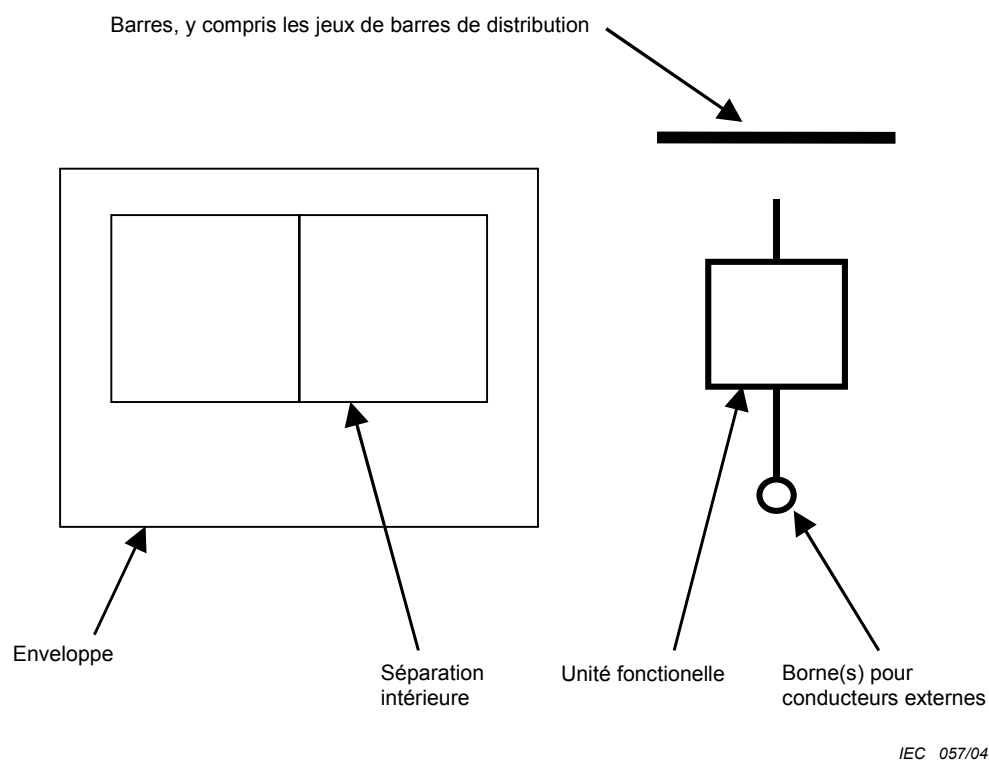 Barres, y compris les jeux de barres de distribution
Enveloppe
Séparation
intérieure
Unité fonctionelle
Borne(s) pour
conducteurs externes
IEC 057/04